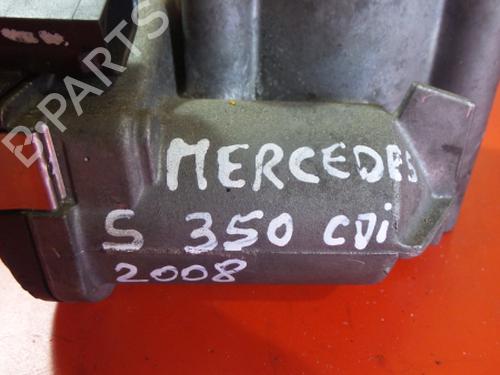 MERCEDES
S 350 CDi
2008
B-PARTS